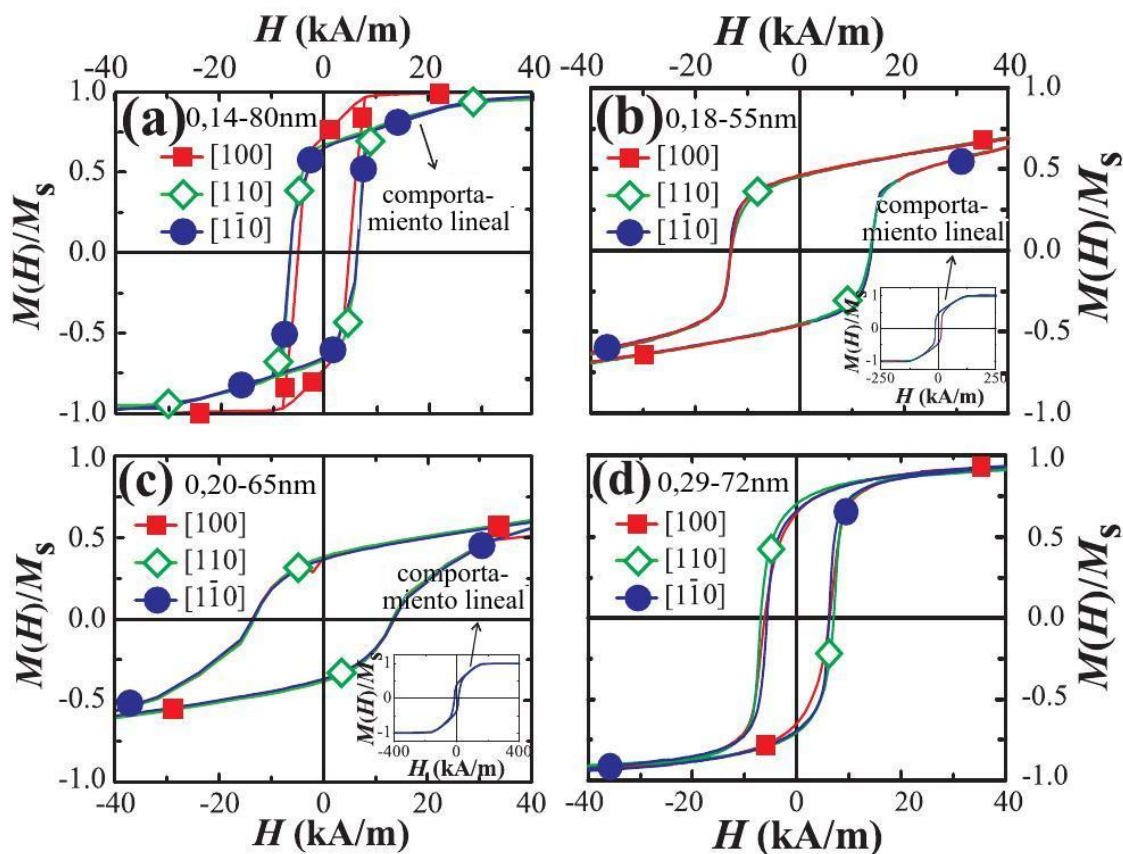 H (kA/m)
H (kA/m)
-40 -20 0 20 40
-40 -20 0 20 40
1.0
0.5
0.0
-0.5
-1.0
M(H)/Ms
(a) 0,14-80nm
[100]
[110]
[11̄0]
comporta-
miento lineal
(b) 0,18-55nm
[100]
[110]
[11̄0]
comporta-
miento lineal
M(H)/Ms
1
0
-1
-250 0 250
H (kA/m)
1.0
0.5
0.0
-0.5
-1.0
M(H)/Ms
1.0
0.5
0.0
-0.5
-1.0
M(H)/Ms
(c) 0,20-65nm
[100]
[110]
[11̄0]
comporta-
miento lineal
M(H)/Ms
1
0
-1
-400 0 400
H (kA/m)
(d) 0,29-72nm
[100]
[110]
[11̄0]
1.0
0.5
0.0
-0.5
-1.0
M(H)/Ms
-40 -20 0 20 40
-40 -20 0 20 40
H (kA/m)
H (kA/m)